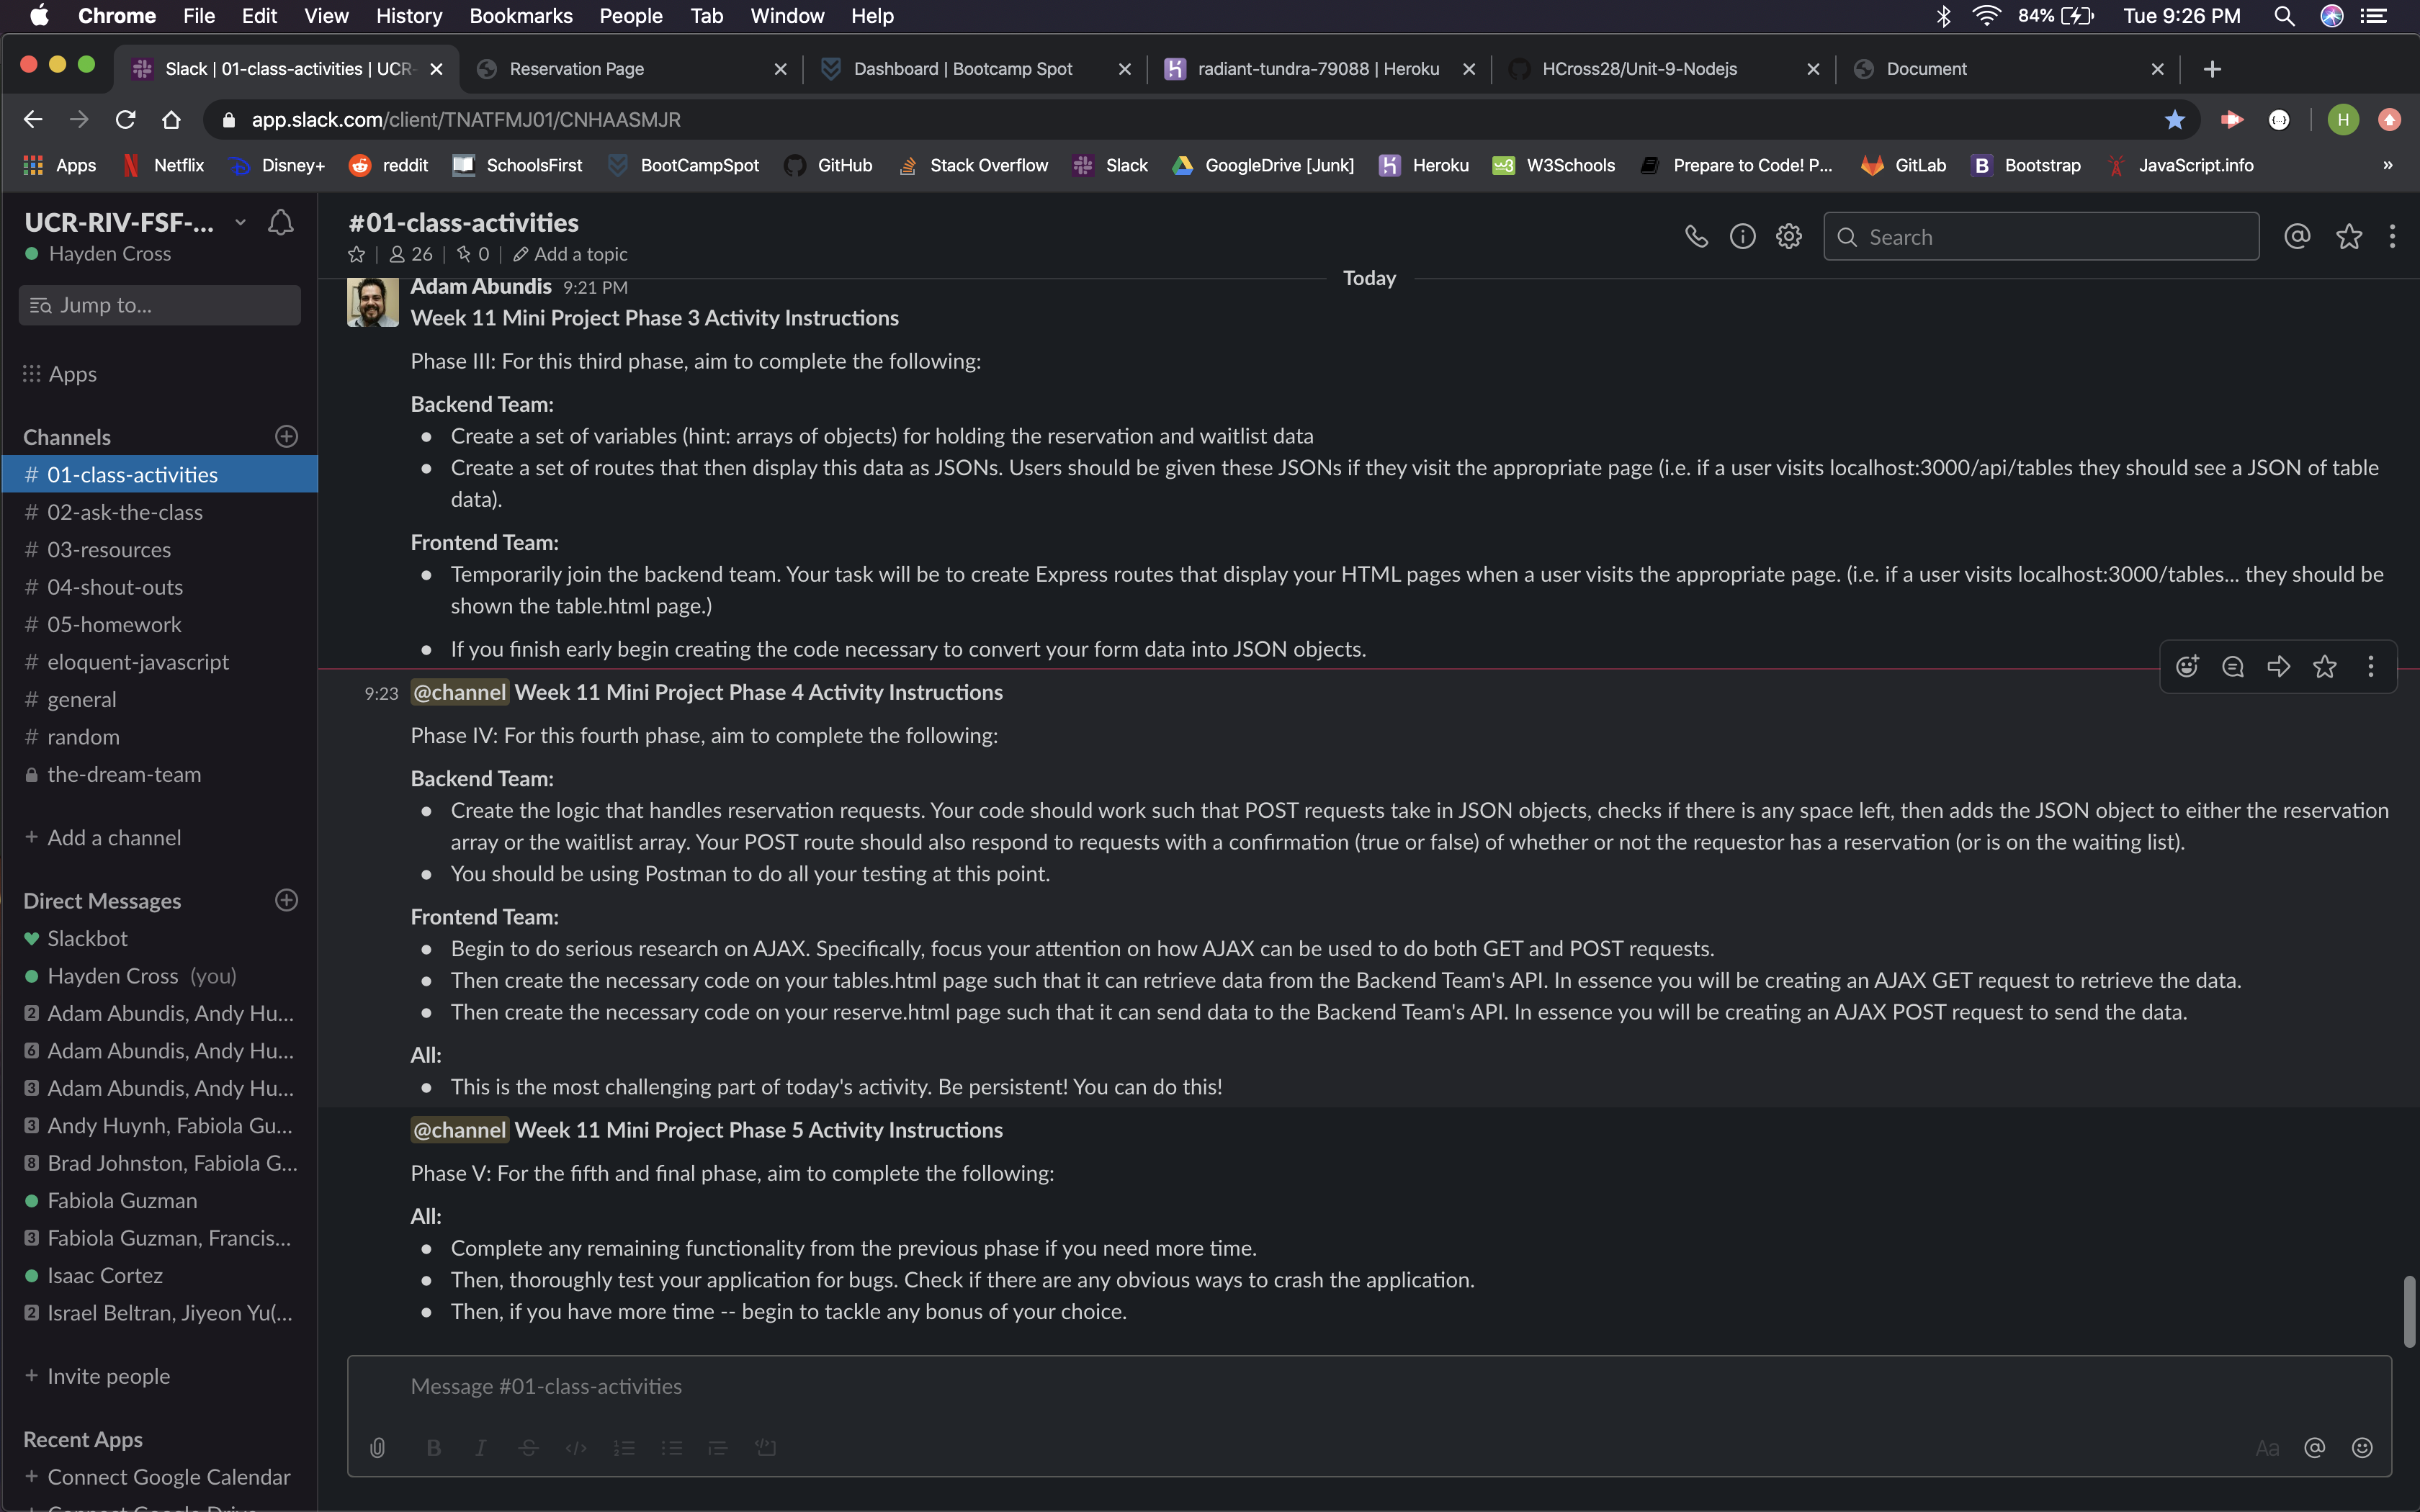 Chrome File Edit View History Bookmarks People Tab Window Help 84% Tue 9:26 PM
Slack | 01-class-activities | UCR- Reservation Page Dashboard | Bootcamp Spot radiant-tundra-79088 | Heroku HCross28/Unit-9-Nodejs Document
app.slack.com/client/TNATFMJ01/CNHAASMJR H
Apps Netflix Disney+ reddit SchoolsFirst BootCampSpot GitHub Stack Overflow Slack GoogleDrive [Junk] Heroku W3Schools Prepare to Code! P... GitLab Bootstrap JavaScript.info »
UCR-RIV-FSF-...
Hayden Cross
Jump to...
Apps
Channels
# 01-class-activities
# 02-ask-the-class
# 03-resources
# 04-shout-outs
# 05-homework
# eloquent-javascript
# general
# random
the-dream-team
+ Add a channel
Direct Messages
Slackbot
Hayden Cross (you)
2 Adam Abundis, Andy Hu...
6 Adam Abundis, Andy Hu...
3 Adam Abundis, Andy Hu...
3 Andy Huynh, Fabiola Gu...
8 Brad Johnston, Fabiola G...
Fabiola Guzman
3 Fabiola Guzman, Francis...
Isaac Cortez
2 Israel Beltran, Jiyeon Yu(...
+ Invite people
Recent Apps
+ Connect Google Calendar
+ Connect Google Drive
#01-class-activities
26 | 0 | Add a topic
Search
Today
Adam Abundis 9:21 PM
Week 11 Mini Project Phase 3 Activity Instructions
Phase III: For this third phase, aim to complete the following:
Backend Team:
• Create a set of variables (hint: arrays of objects) for holding the reservation and waitlist data
• Create a set of routes that then display this data as JSONs. Users should be given these JSONs if they visit the appropriate page (i.e. if a user visits localhost:3000/api/tables they should see a JSON of table
data).
Frontend Team:
• Temporarily join the backend team. Your task will be to create Express routes that display your HTML pages when a user visits the appropriate page. (i.e. if a user visits localhost:3000/tables... they should be
shown the table.html page.)
• If you finish early begin creating the code necessary to convert your form data into JSON objects.
9:23 @channel Week 11 Mini Project Phase 4 Activity Instructions
Phase IV: For this fourth phase, aim to complete the following:
Backend Team:
• Create the logic that handles reservation requests. Your code should work such that POST requests take in JSON objects, checks if there is any space left, then adds the JSON object to either the reservation
array or the waitlist array. Your POST route should also respond to requests with a confirmation (true or false) of whether or not the requestor has a reservation (or is on the waiting list).
• You should be using Postman to do all your testing at this point.
Frontend Team:
• Begin to do serious research on AJAX. Specifically, focus your attention on how AJAX can be used to do both GET and POST requests.
• Then create the necessary code on your tables.html page such that it can retrieve data from the Backend Team's API. In essence you will be creating an AJAX GET request to retrieve the data.
• Then create the necessary code on your reserve.html page such that it can send data to the Backend Team's API. In essence you will be creating an AJAX POST request to send the data.
All:
• This is the most challenging part of today's activity. Be persistent! You can do this!
@channel Week 11 Mini Project Phase 5 Activity Instructions
Phase V: For the fifth and final phase, aim to complete the following:
All:
• Complete any remaining functionality from the previous phase if you need more time.
• Then, thoroughly test your application for bugs. Check if there are any obvious ways to crash the application.
• Then, if you have more time -- begin to tackle any bonus of your choice.
Message #01-class-activities
B I S Aa @